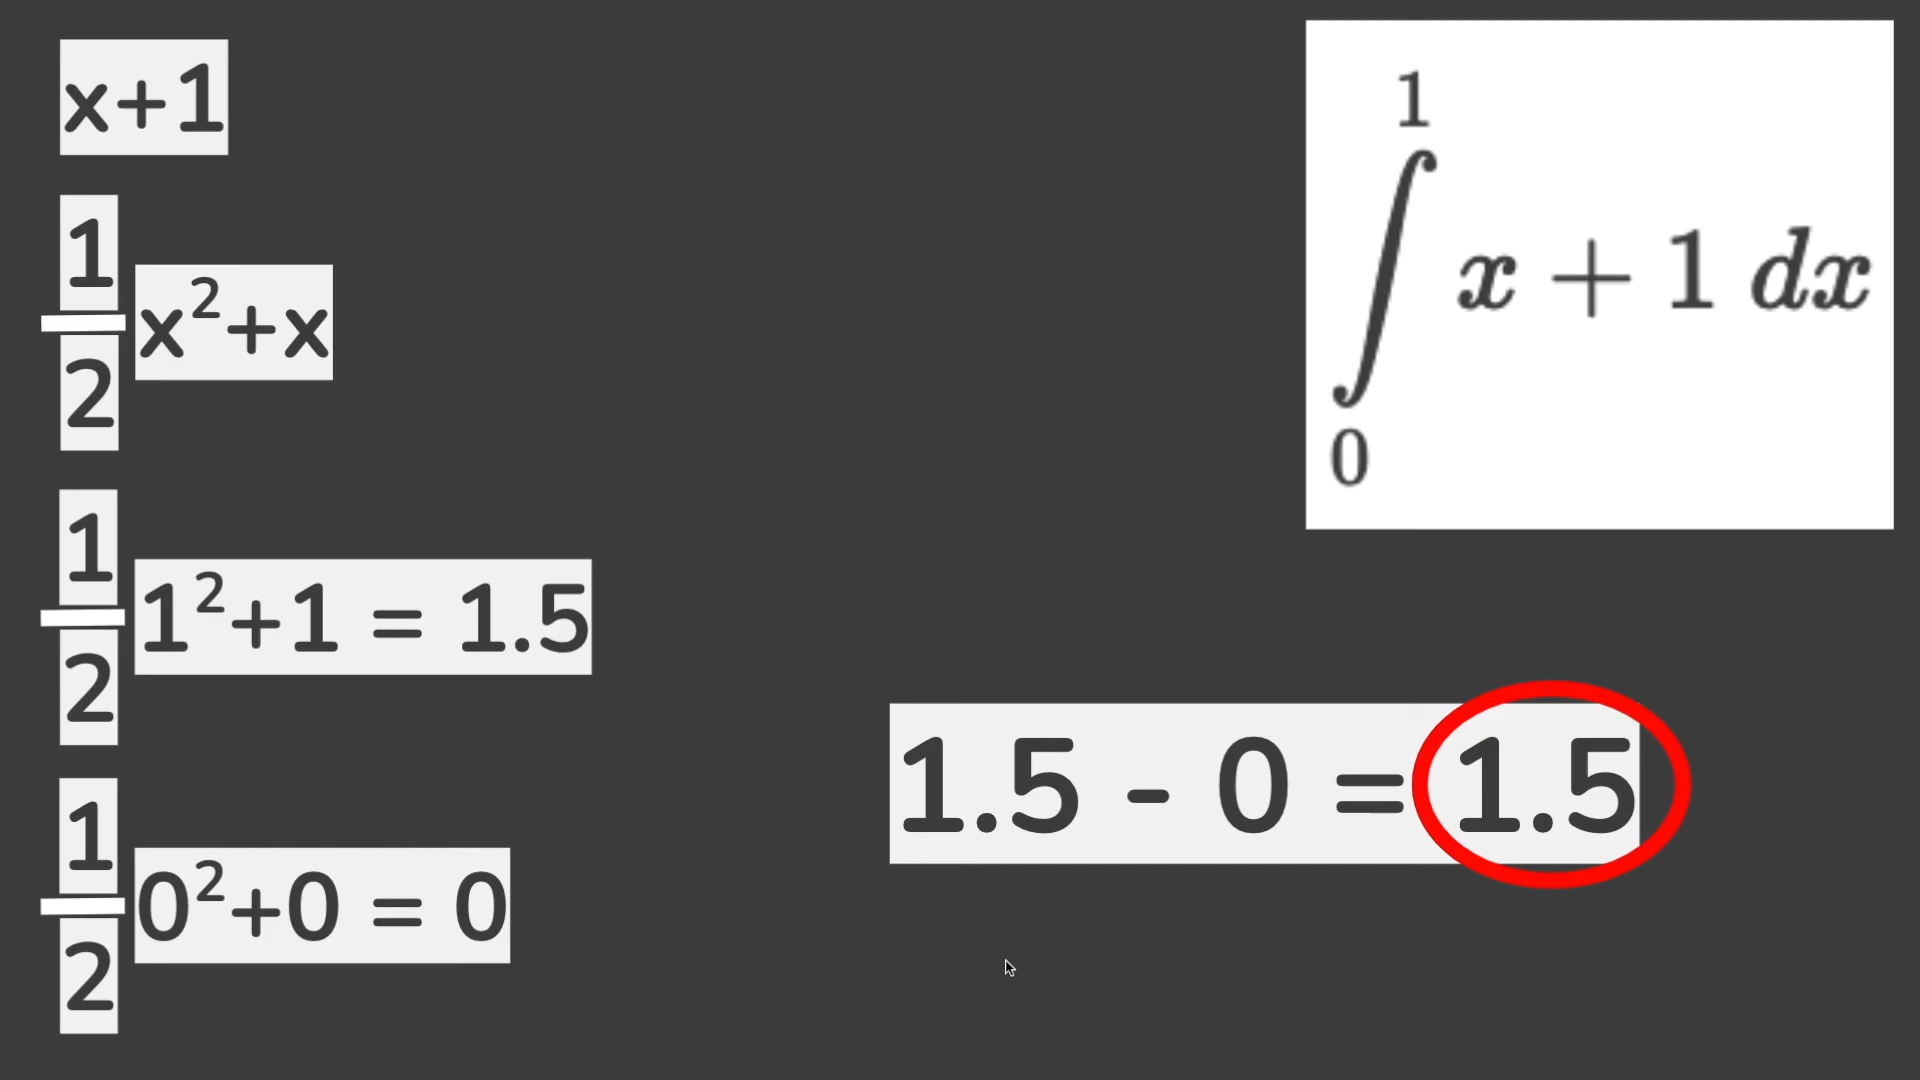 x+1
1/2 x²+x
1/2 1²+1 = 1.5
1/2 0²+0 = 0
∫₀¹ x + 1 dx
1.5 - 0 = 1.5